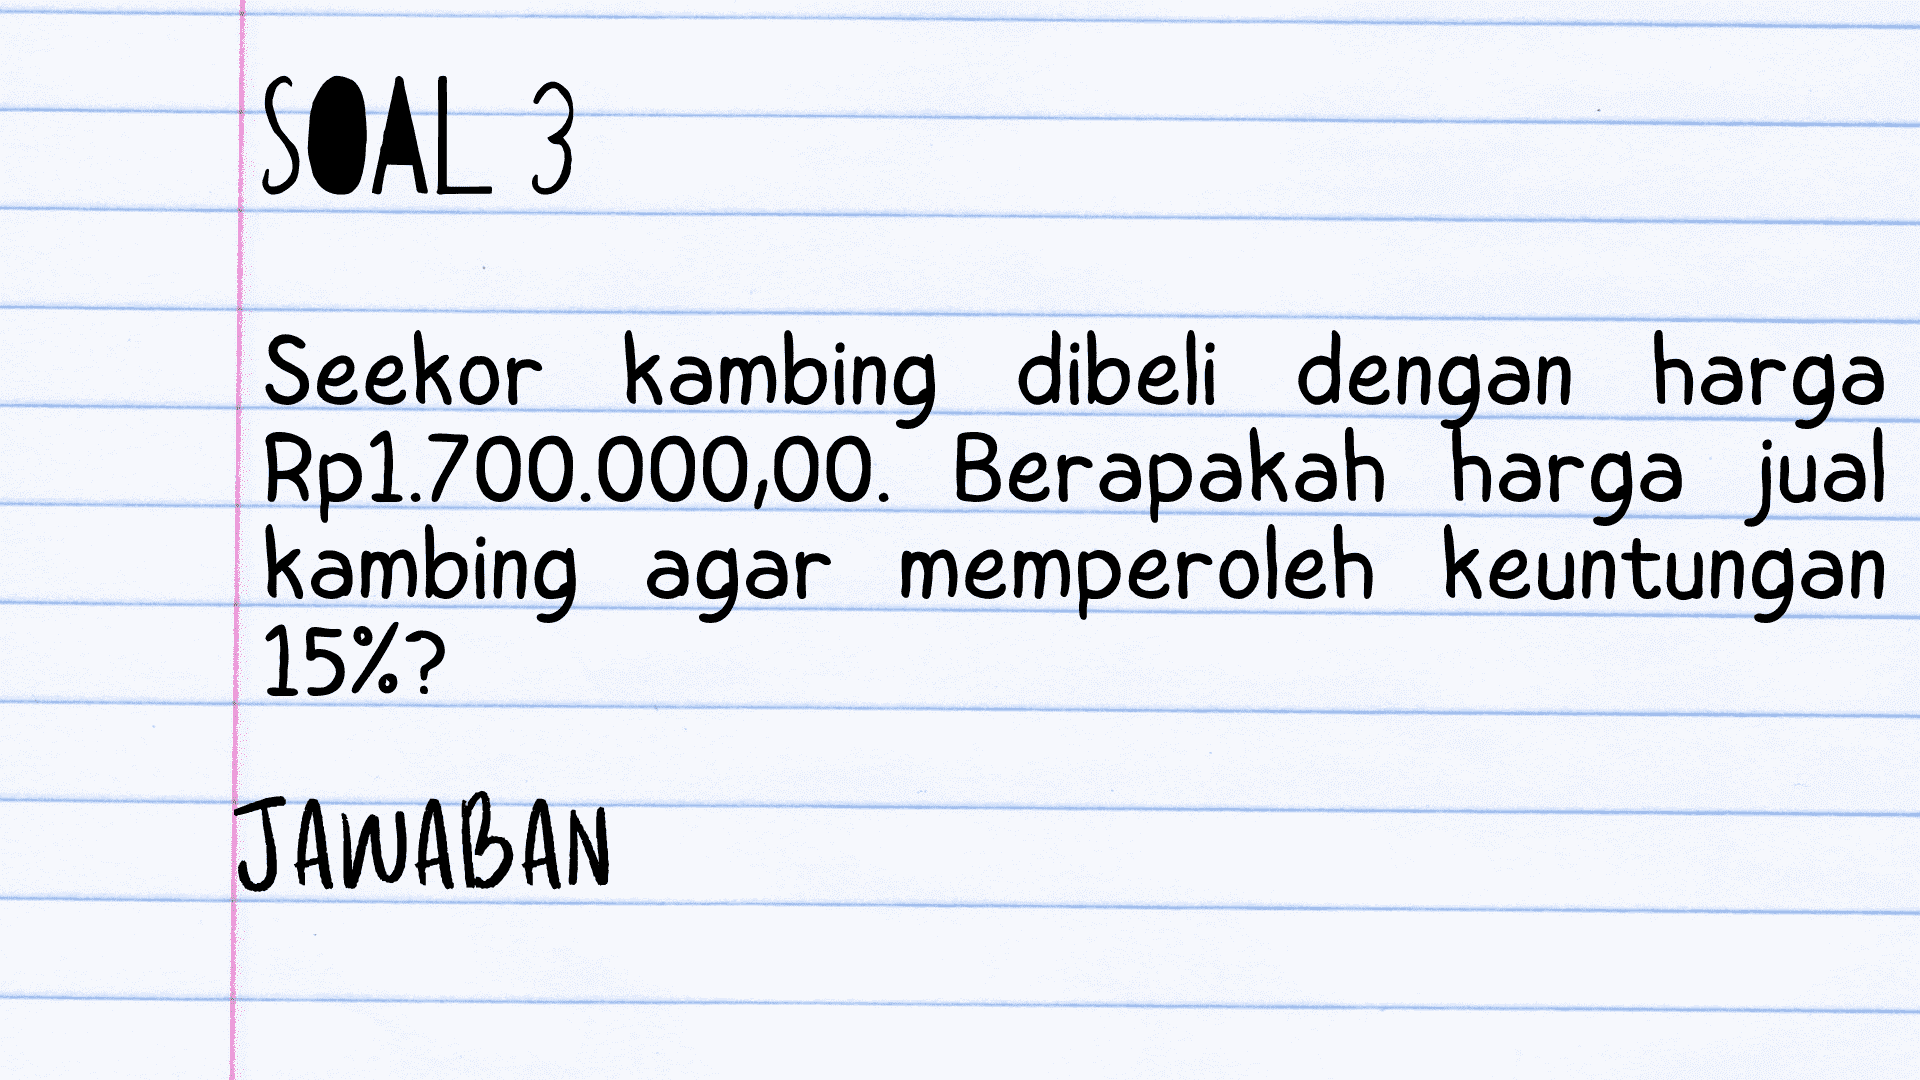 SOAL 3
Seekor kambing dibeli dengan harga
Rp1.700.000,00. Berapakah harga jual
kambing agar memperoleh keuntungan
15%?
JAWABAN